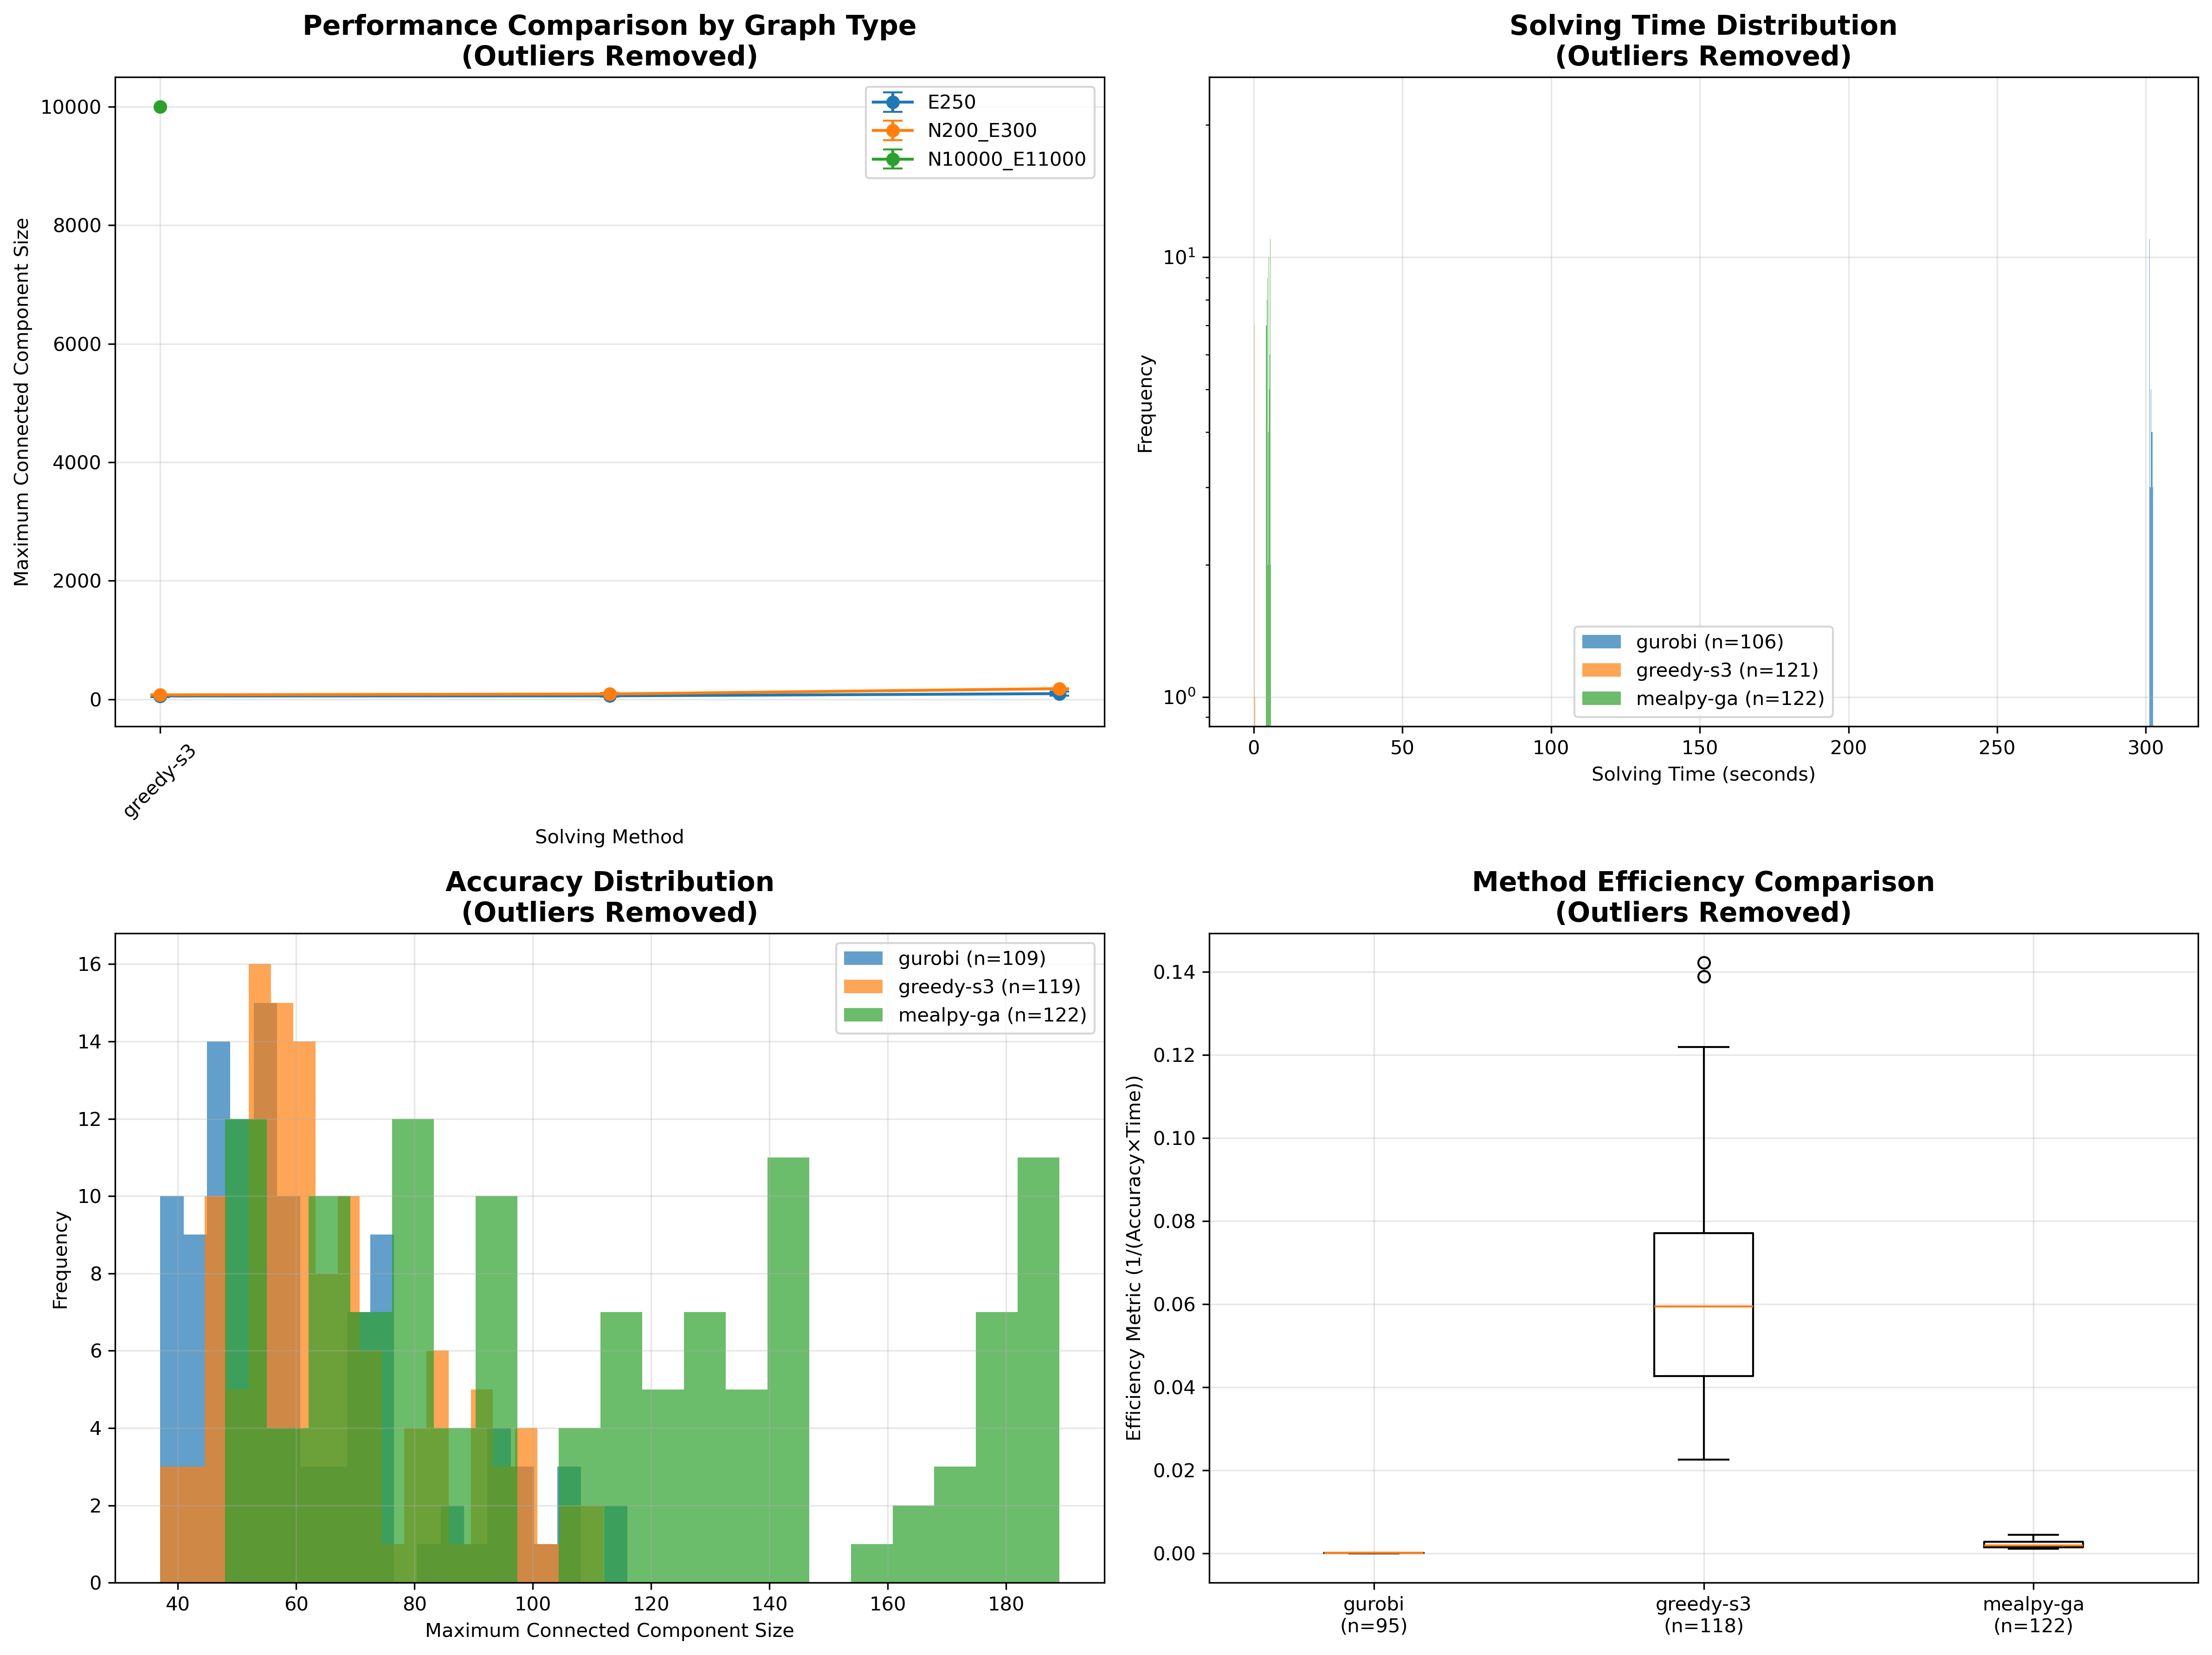 Performance Comparison by Graph Type
(Outliers Removed)
10000
8000
6000
4000
2000
0
Maximum Connected Component Size
E250
N200_E300
N10000_E11000
greedy-s3
Solving Method
Solving Time Distribution
(Outliers Removed)
10¹
10⁰
Frequency
gurobi (n=106)
greedy-s3 (n=121)
mealpy-ga (n=122)
0 50 100 150 200 250 300
Solving Time (seconds)
Accuracy Distribution
(Outliers Removed)
16
14
12
10
8
6
4
2
0
Frequency
gurobi (n=109)
greedy-s3 (n=119)
mealpy-ga (n=122)
40 60 80 100 120 140 160 180
Maximum Connected Component Size
Method Efficiency Comparison
(Outliers Removed)
0.14
0.12
0.10
0.08
0.06
0.04
0.02
0.00
Efficiency Metric (1/(Accuracy×Time))
gurobi
(n=95)
greedy-s3
(n=118)
mealpy-ga
(n=122)